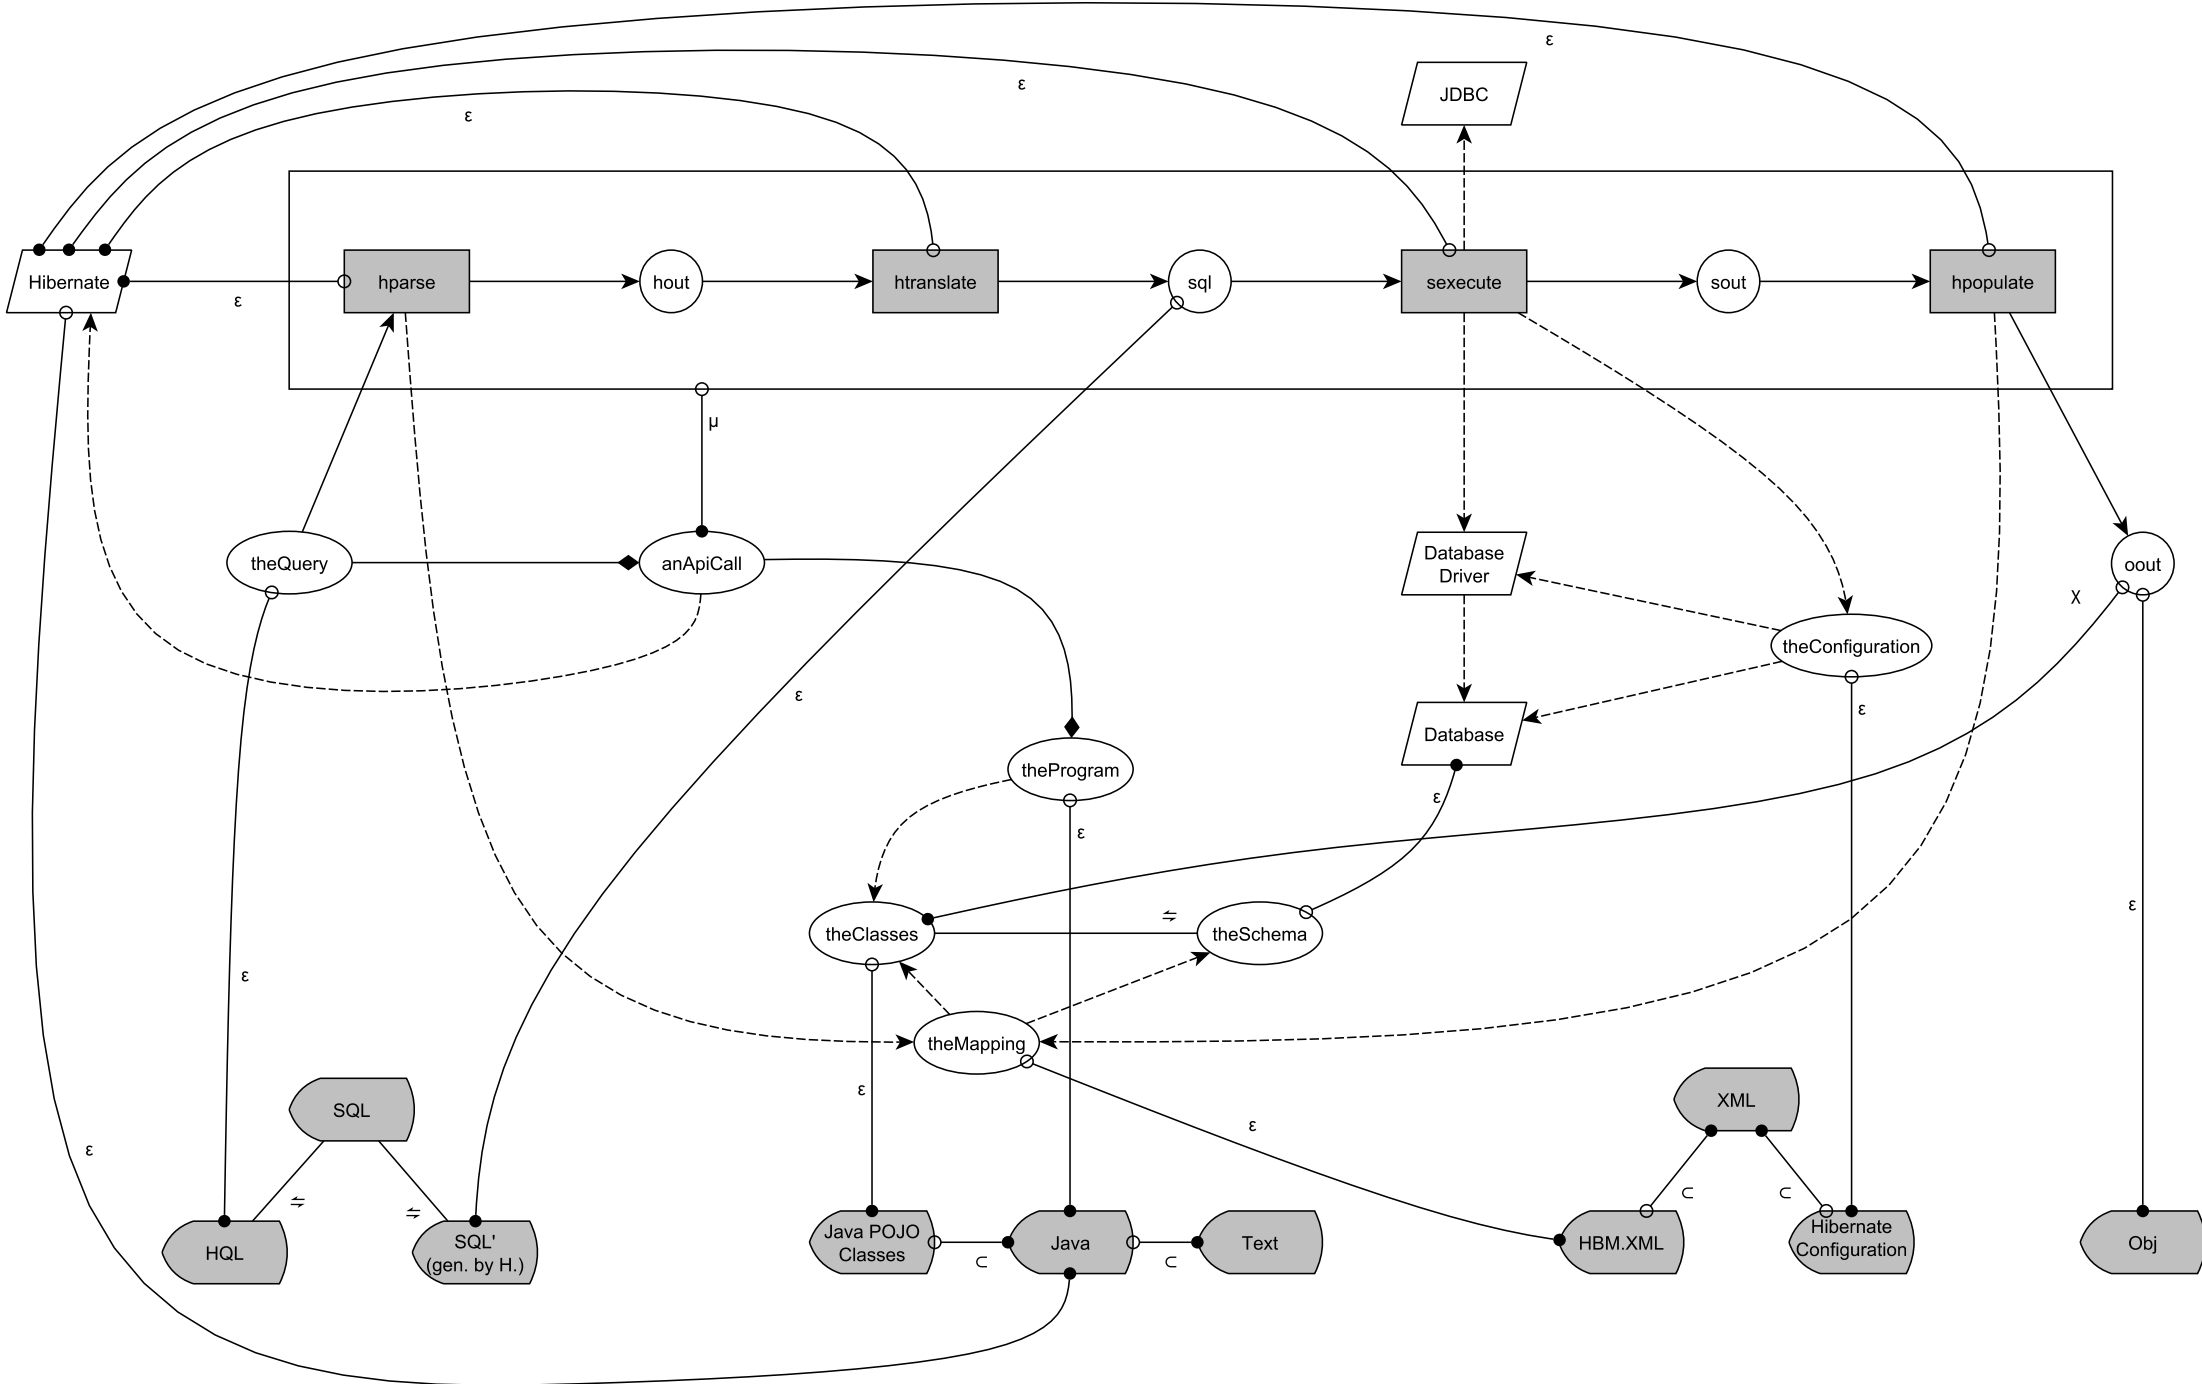 ε
ε
ε
JDBC
Hibernate
ε
hparse
hout
htranslate
sql
sexecute
sout
hpopulate
μ
theQuery
anApiCall
Database
Driver
oout
χ
theConfiguration
ε
ε
Database
theProgram
ε
ε
ε
theClasses
⇋
theSchema
ε
ε
theMapping
ε
ε
ε
SQL
XML
⇋
⇋
⊂
⊂
HQL
SQL'
(gen. by H.)
Java POJO
Classes
⊂
Java
⊂
Text
HBM.XML
Hibernate
Configuration
Obj